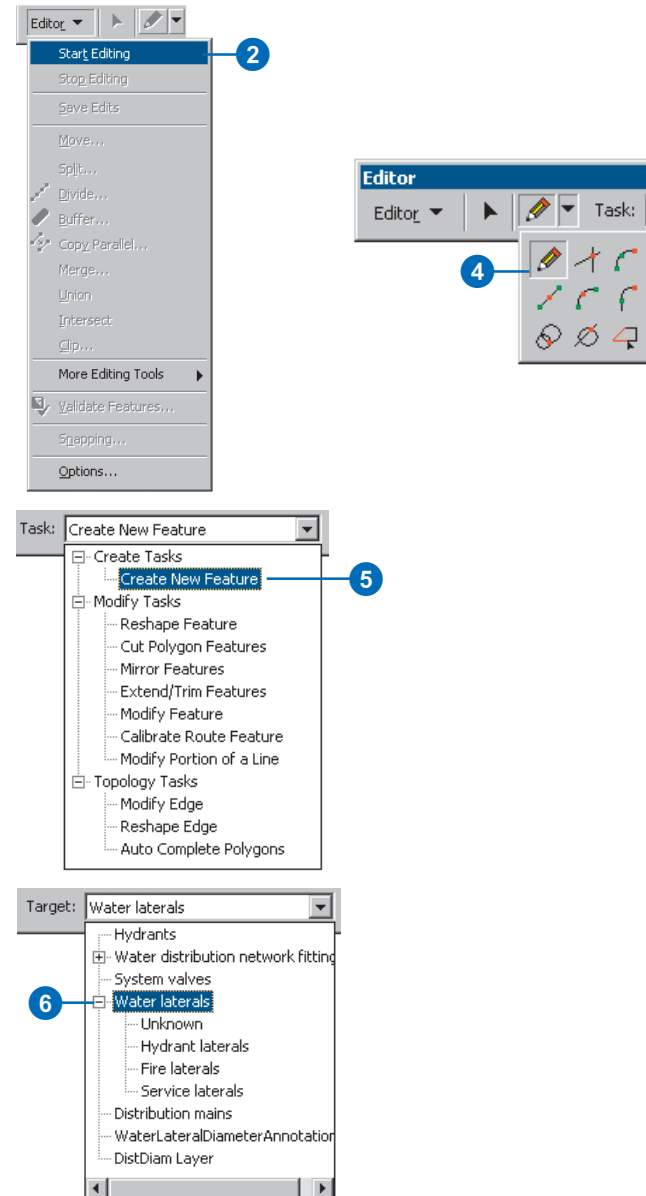 Editor
Start Editing
2
Stop Editing
Save Edits
Move...
Split...
Divide...
Buffer...
Copy Parallel...
Merge...
Union
Intersect
Clip...
More Editing Tools
Validate Features...
Snapping...
Options...
Editor
Editor
Task:
4
Task: Create New Feature
Create Tasks
Create New Feature
5
Modify Tasks
Reshape Feature
Cut Polygon Features
Mirror Features
Extend/Trim Features
Modify Feature
Calibrate Route Feature
Modify Portion of a Line
Topology Tasks
Modify Edge
Reshape Edge
Auto Complete Polygons
Target: Water laterals
Hydrants
Water distribution network fitting
System valves
6 Water laterals
Unknown
Hydrant laterals
Fire laterals
Service laterals
Distribution mains
WaterLateralDiameterAnnotation
DistDiam Layer